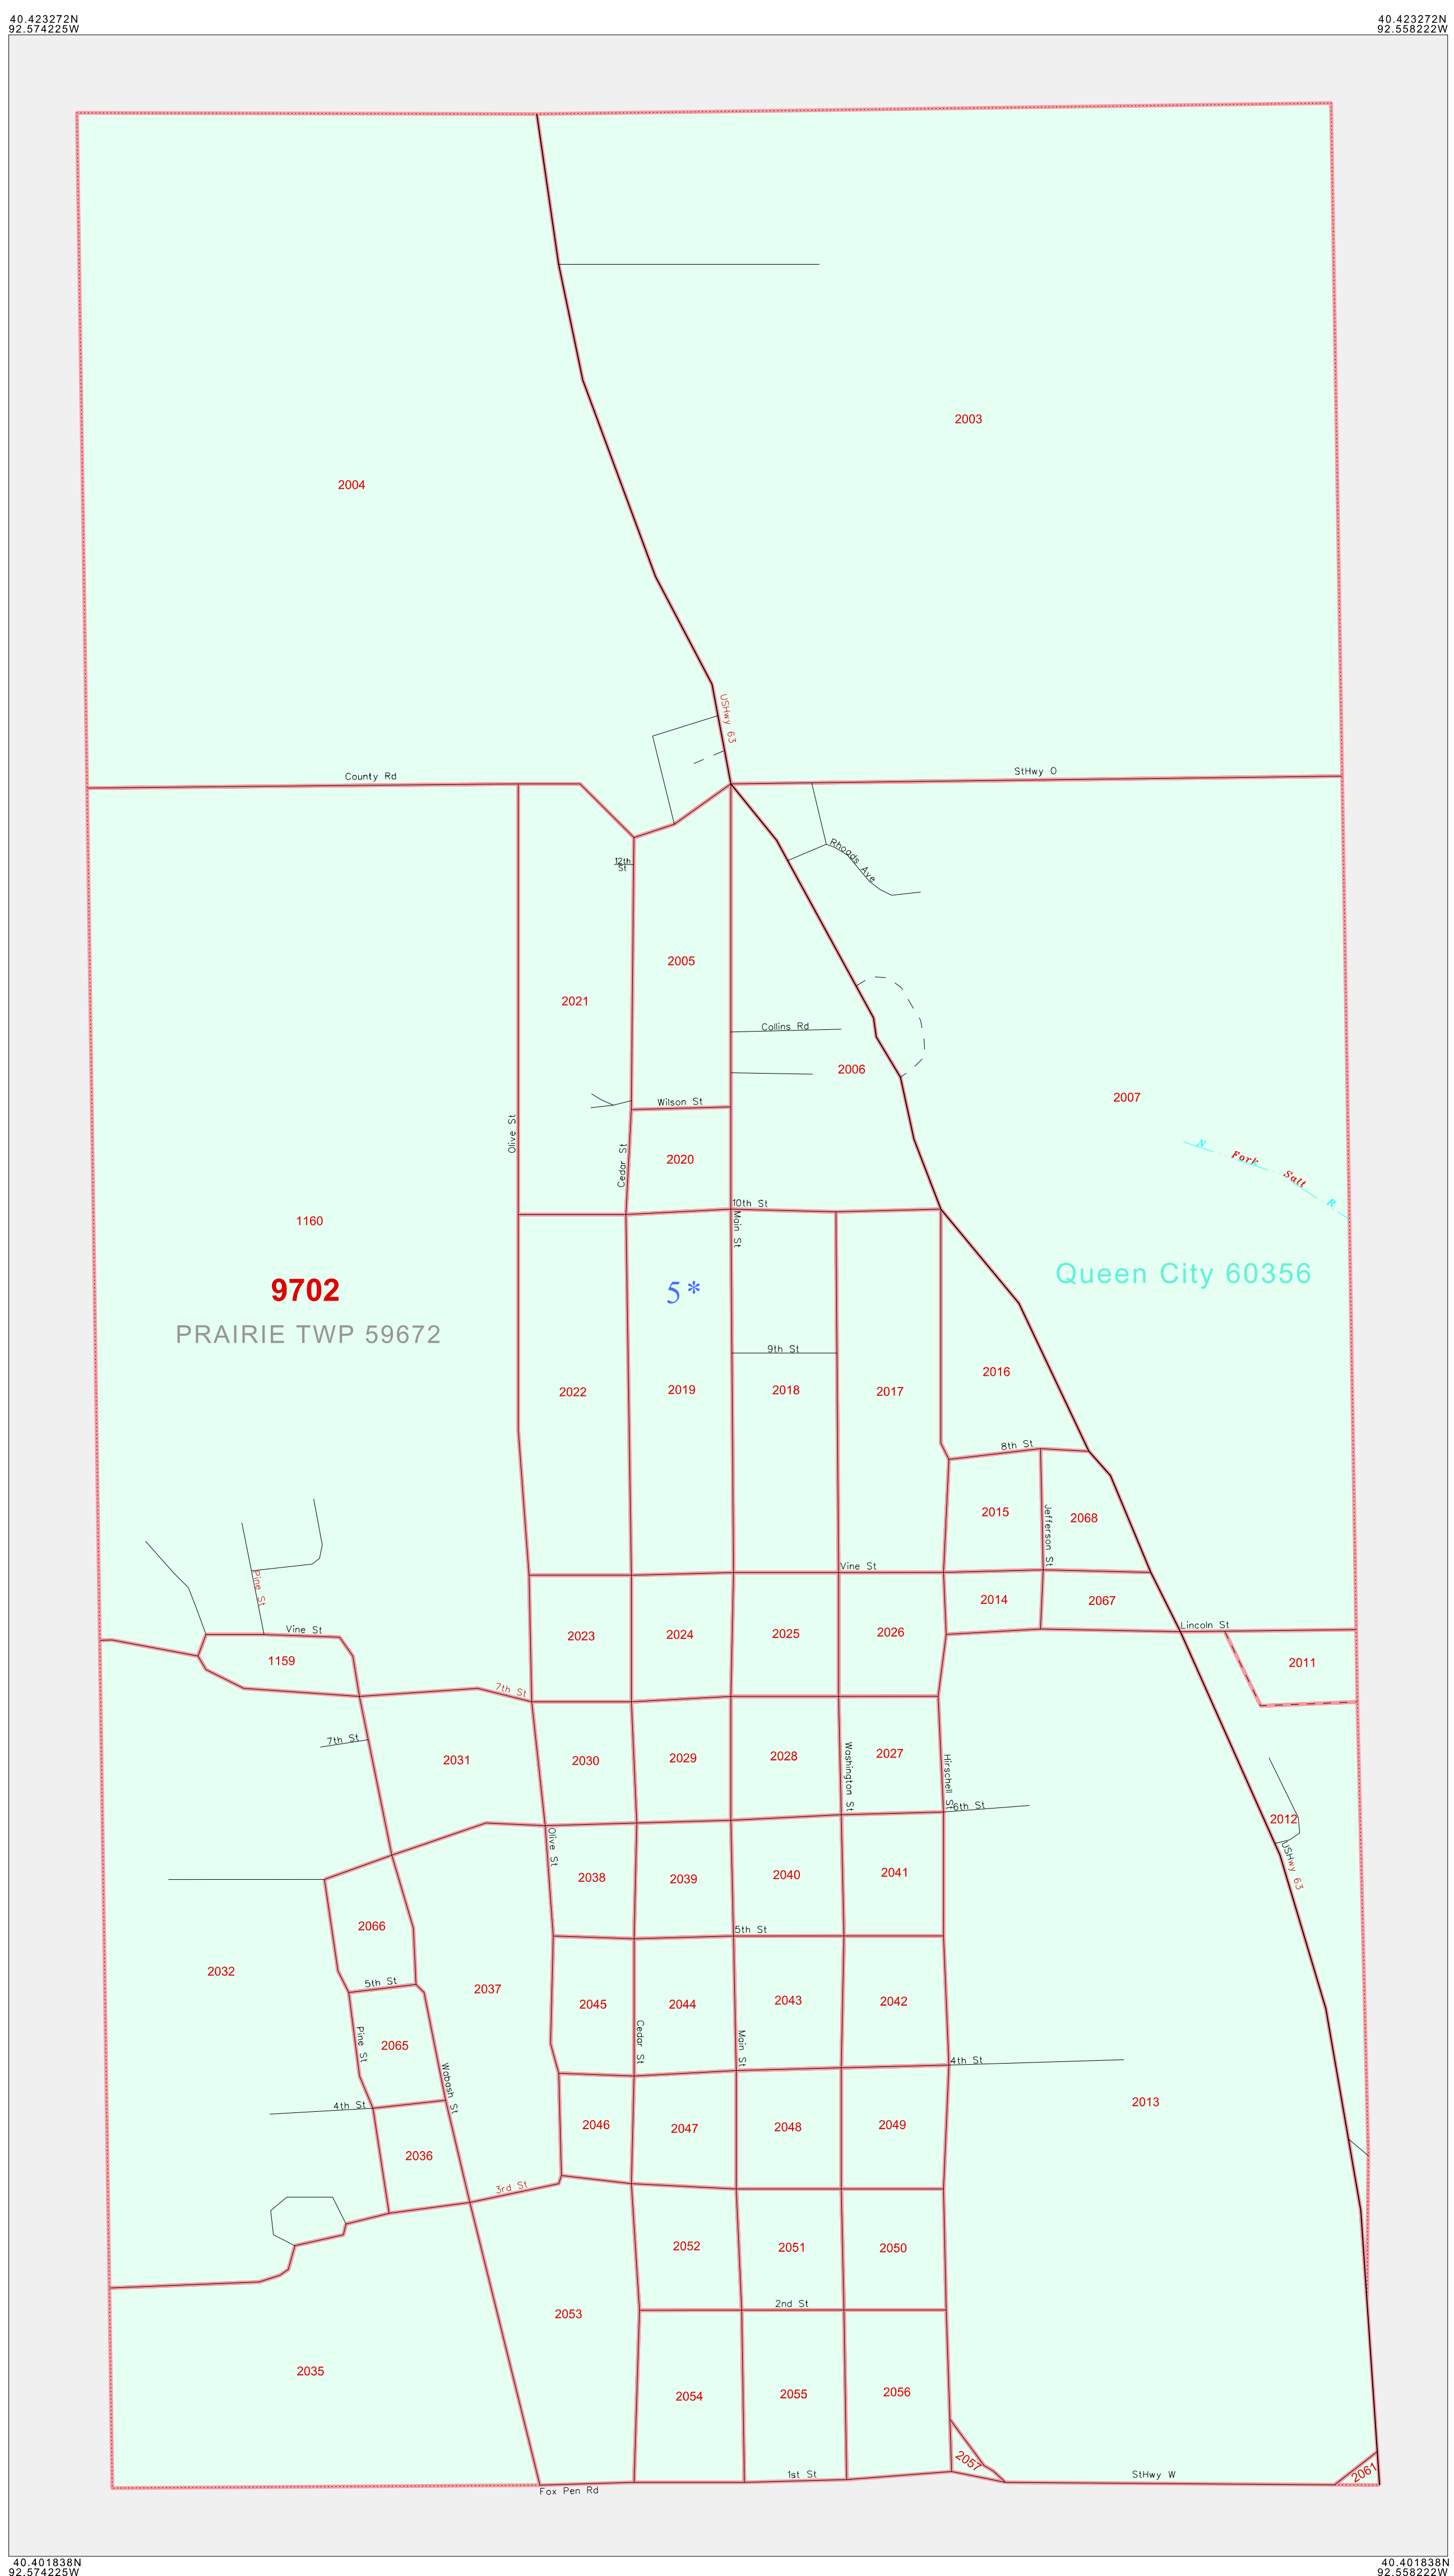 40.423272N
92.574225W
40.423272N
92.558222W
2003
2004
USHwy 63
County Rd
StHwy O
Rhoads Ave
12th
St
2005
2021
Collins Rd
2006
2007
Wilson St
Olive St
Cedar St
N Fork Salt R
2020
10th St
Main St
1160
9702
PRAIRIE TWP 59672
5*
Queen City 60356
9th St
2022
2019
2018
2017
2016
8th St
2015
Jefferson St
2068
Vine St
Pine St
2014
2067
Lincoln St
Vine St
2023
2024
2025
2026
1159
2011
7th St
7th St
2031
2030
2029
2028
Washington St
2027
Hirschell St
6th St
2012
USHwy 63
Olive St
2038
2039
2040
2041
2066
5th St
2032
5th St
2037
2045
2044
2043
2042
Pine St
2065
Cedar St
Main St
4th St
Wabash St
4th St
2013
2046
2047
2048
2049
2036
3rd St
2052
2051
2050
2nd St
2053
2035
2054
2055
2056
2057
2061
1st St
StHwy W
Fox Pen Rd
40.401838N
92.574225W
40.401838N
92.558222W